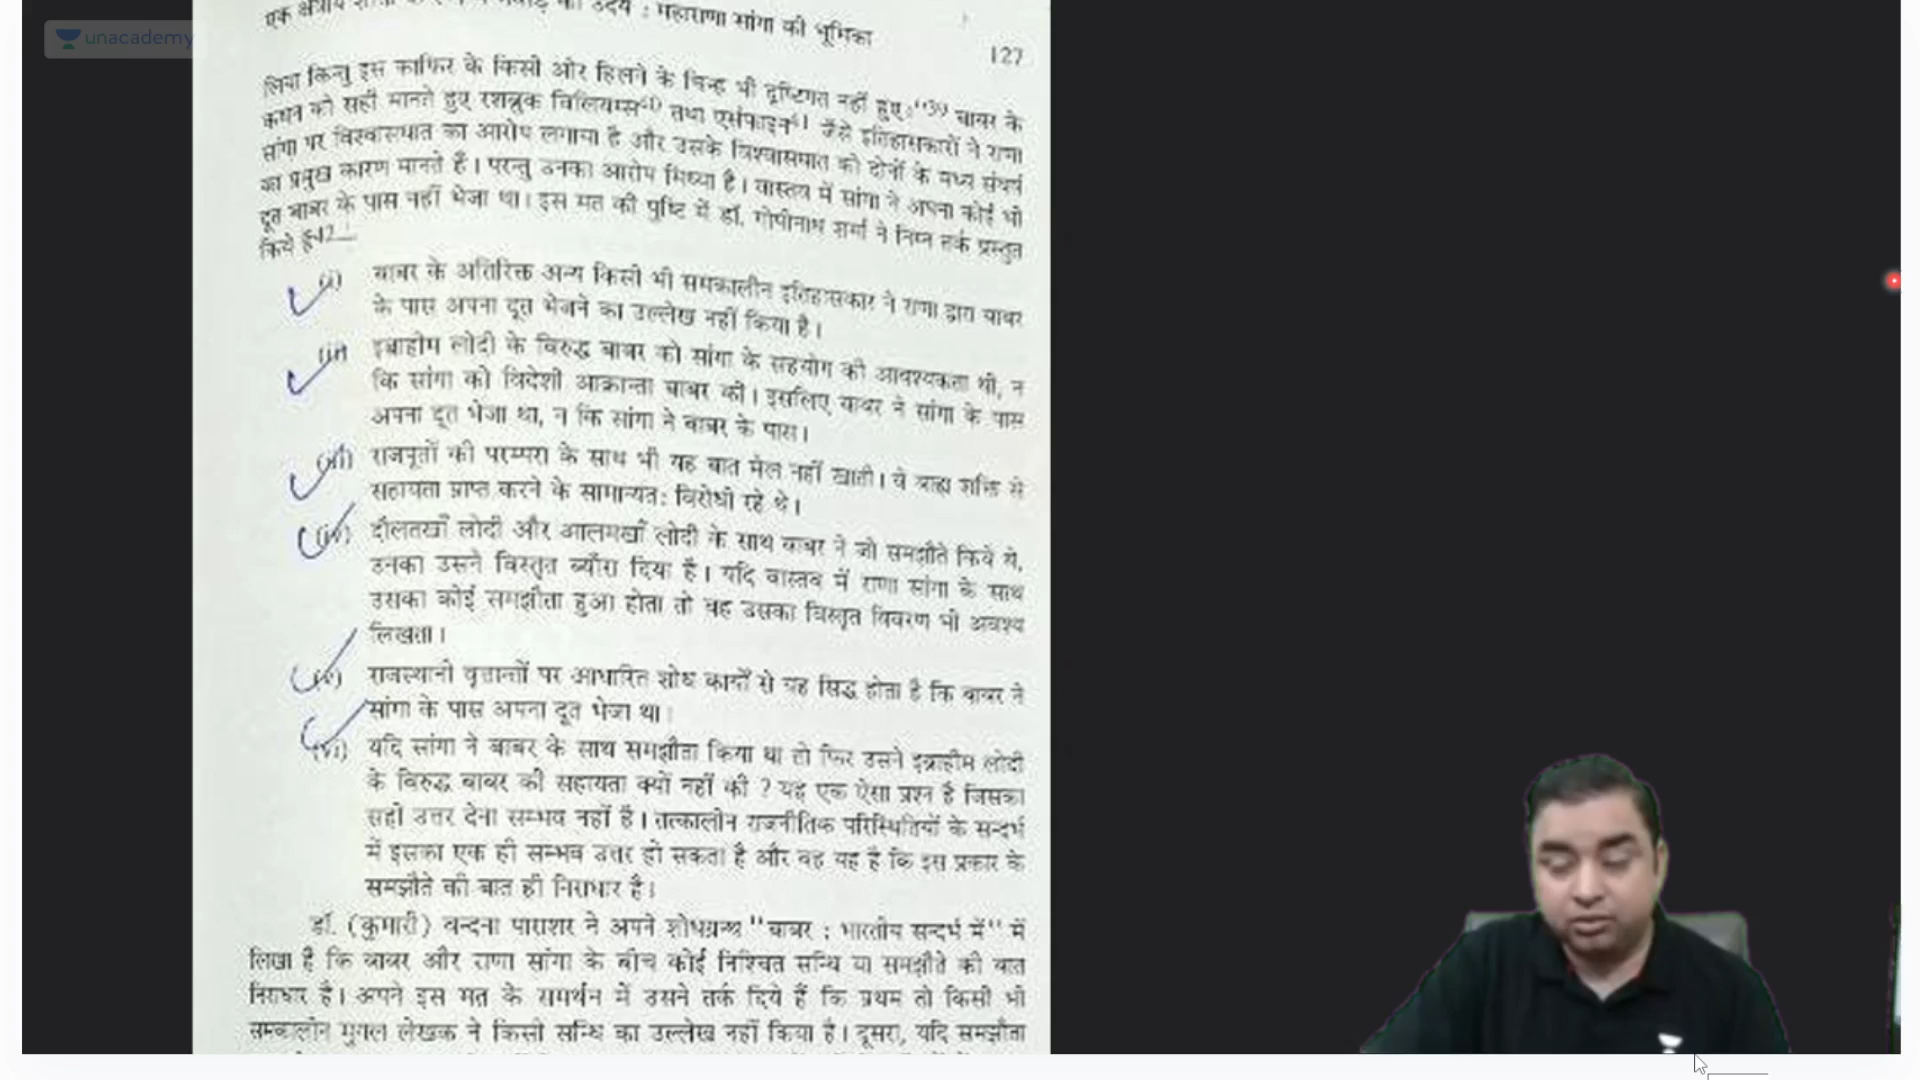 unacademy
एक क्षेत्रीय उदय : महाराणा सांगा की भूमिका
127
लिया किन्तु इस काफिर के किसी ओर हिलने के चिन्ह भी दृष्टिगत नहीं हुए।"39 बाबर के
कथन को सही मानते हुए रशब्रुक विलियम्स40 तथा एर्सकाइन41 जैसे इतिहासकारों ने राणा
सांगा पर विश्वासघात का आरोप लगाया है और उसके विश्वासघात को दोनों के मध्य संघर्ष
का प्रमुख कारण मानते हैं। परन्तु उनका आरोप मिथ्या है। वास्तव में सांगा ने अपना कोई भी
दूत बाबर के पास नहीं भेजा था। इस मत की पुष्टि में डॉ. गोपीनाथ शर्मा ने निम्न तर्क प्रस्तुत
किये हैं42—
(i) बाबर के अतिरिक्त अन्य किसी भी समकालीन इतिहासकार ने राणा द्वारा बाबर
के पास अपना दूत भेजने का उल्लेख नहीं किया है।
(ii) इब्राहीम लोदी के विरुद्ध बाबर को सांगा के सहयोग की आवश्यकता थी, न
कि सांगा को विदेशी आक्रान्ता बाबर की। इसलिए बाबर ने सांगा के पास
अपना दूत भेजा था, न कि सांगा ने बाबर के पास।
(iii) राजपूतों की परम्परा के साथ भी यह बात मेल नहीं खाती। वे बाह्य शक्ति से
सहायता प्राप्त करने के सामान्यत: विरोधी रहे थे।
(iv) दौलतखाँ लोदी और आलमखाँ लोदी के साथ बाबर ने जो समझौते किये थे,
उनका उसने विस्तृत ब्यौरा दिया है। यदि वास्तव में राणा सांगा के साथ
उसका कोई समझौता हुआ होता तो वह उसका विस्तृत विवरण भी अवश्य
लिखता।
(v) राजस्थानी वृत्तान्तों पर आधारित शोध कार्यों से यह सिद्ध होता है कि बाबर ने
सांगा के पास अपना दूत भेजा था।
(vi) यदि सांगा ने बाबर के साथ समझौता किया था तो फिर उसने इब्राहीम लोदी
के विरुद्ध बाबर की सहायता क्यों नहीं की ? यह एक ऐसा प्रश्न है जिसका
सही उत्तर देना सम्भव नहीं है। तत्कालीन राजनीतिक परिस्थितियों के सन्दर्भ
में इसका एक ही सम्भव उत्तर हो सकता है और वह यह है कि इस प्रकार के
समझौते की बात ही निराधार है।
डॉ. (कुमारी) वन्दना पाराशर ने अपने शोधग्रन्थ "बाबर : भारतीय सन्दर्भ में" में
लिखा है कि बाबर और राणा सांगा के बीच कोई निश्चित सन्धि या समझौते की बात
निराधार है। अपने इस मत के समर्थन में उसने तर्क दिये हैं कि प्रथम तो किसी भी
समकालीन मुगल लेखक ने किसी सन्धि का उल्लेख नहीं किया है। दूसरा, यदि समझौता